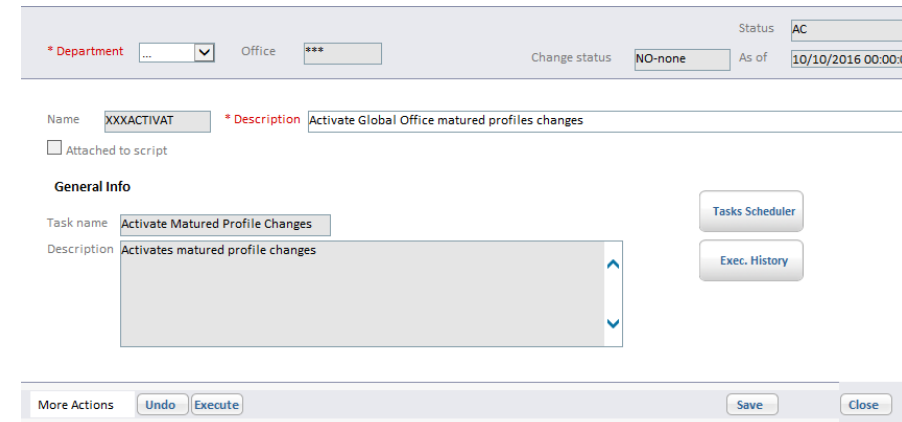 Status AC
* Department ... Office ***
Change status NO-none As of 10/10/2016 00:00:
Name XXXACTIVAT * Description Activate Global Office matured profiles changes
Attached to script
General Info
Tasks Scheduler
Task name Activate Matured Profile Changes
Description Activates matured profile changes
Exec. History
More Actions Undo Execute Save Close